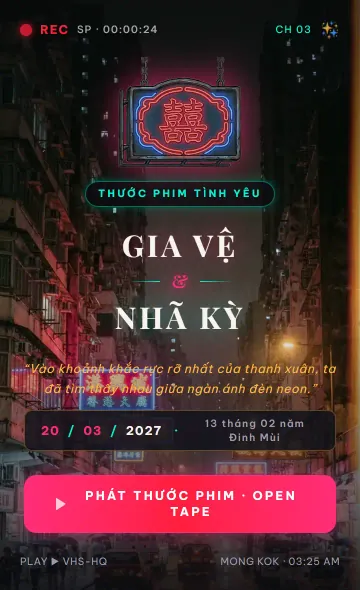 REC SP · 00:00:24 CH 03
囍
THƯỚC PHIM TÌNH YÊU
GIA VỆ
&
NHÃ KỲ
“Vào khoảnh khắc rực rỡ nhất của thanh xuân, ta
đã tìm thấy nhau giữa ngàn ánh đèn neon.”
20 / 03 / 2027 · 13 tháng 02 năm
Đinh Mùi
PHÁT THƯỚC PHIM · OPEN
TAPE
PLAY ▶ VHS-HQ MONG KOK · 03:25 AM